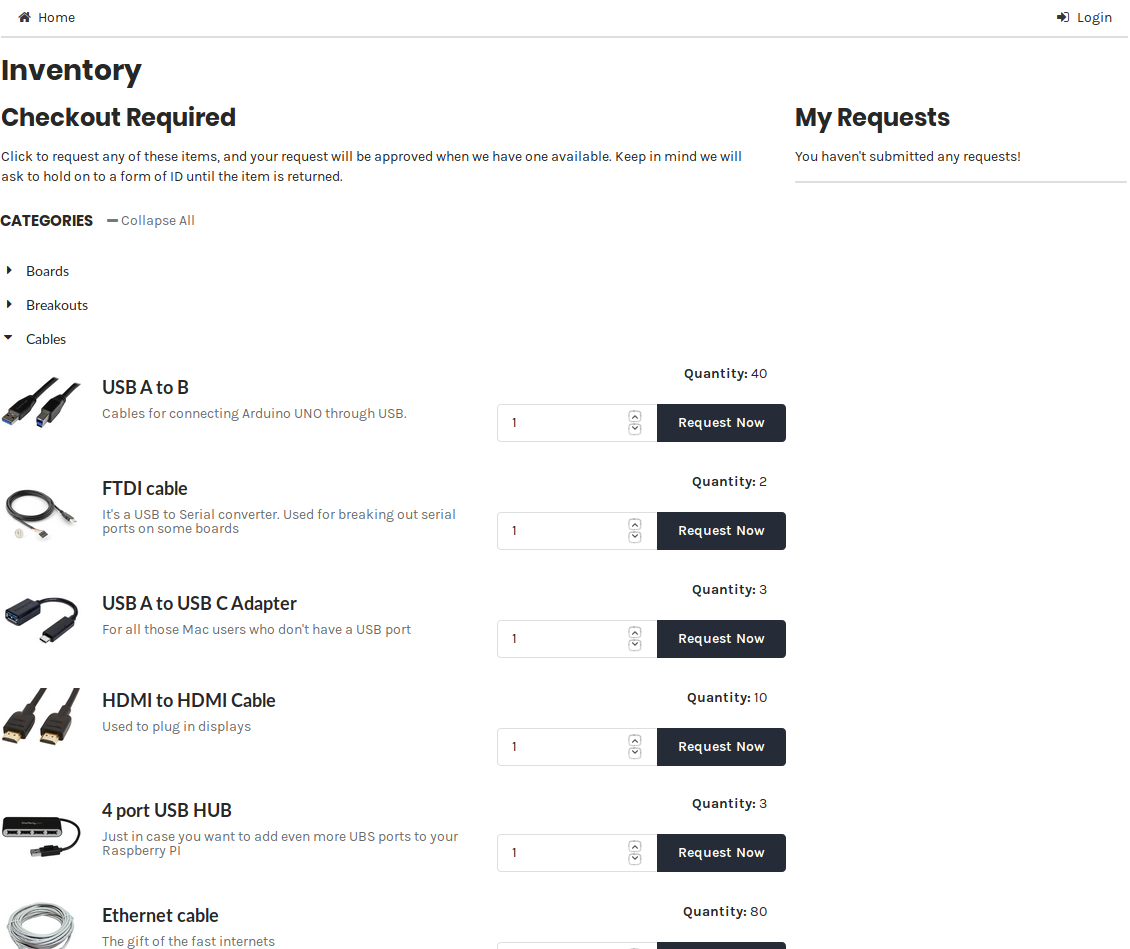 Home
Login
Inventory
Checkout Required
Click to request any of these items, and your request will be approved when we have one available. Keep in mind we will
ask to hold on to a form of ID until the item is returned.
My Requests
You haven't submitted any requests!
CATEGORIES
Collapse All
Boards
Breakouts
Cables
USB A to B
Cables for connecting Arduino UNO through USB.
Quantity: 40
1
Request Now
FTDI cable
It's a USB to Serial converter. Used for breaking out serial
ports on some boards
Quantity: 2
1
Request Now
USB A to USB C Adapter
For all those Mac users who don't have a USB port
Quantity: 3
1
Request Now
HDMI to HDMI Cable
Used to plug in displays
Quantity: 10
1
Request Now
4 port USB HUB
Just in case you want to add even more UBS ports to your
Raspberry PI
Quantity: 3
1
Request Now
Ethernet cable
The gift of the fast internets
Quantity: 80